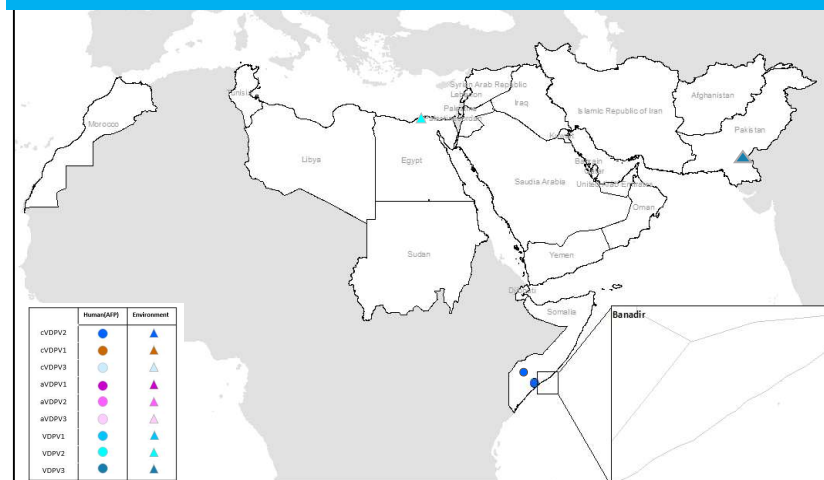 Tunisia
Syrian Arab Republic
Lebanon
Iraq
Islamic Republic of Iran
Afghanistan
Morocco
Palestine
Pakistan
Libya
Egypt
Kuwait
Bahrain
Qatar
Saudia Arabia
United Arab Emirates
Oman
Sudan
Yemen
Djibouti
Somalia
Banadir
Human(AFP) Environment
cVDPV2
cVDPV1
cVDPV3
aVDPV1
aVDPV2
aVDPV3
VDPV1
VDPV2
VDPV3